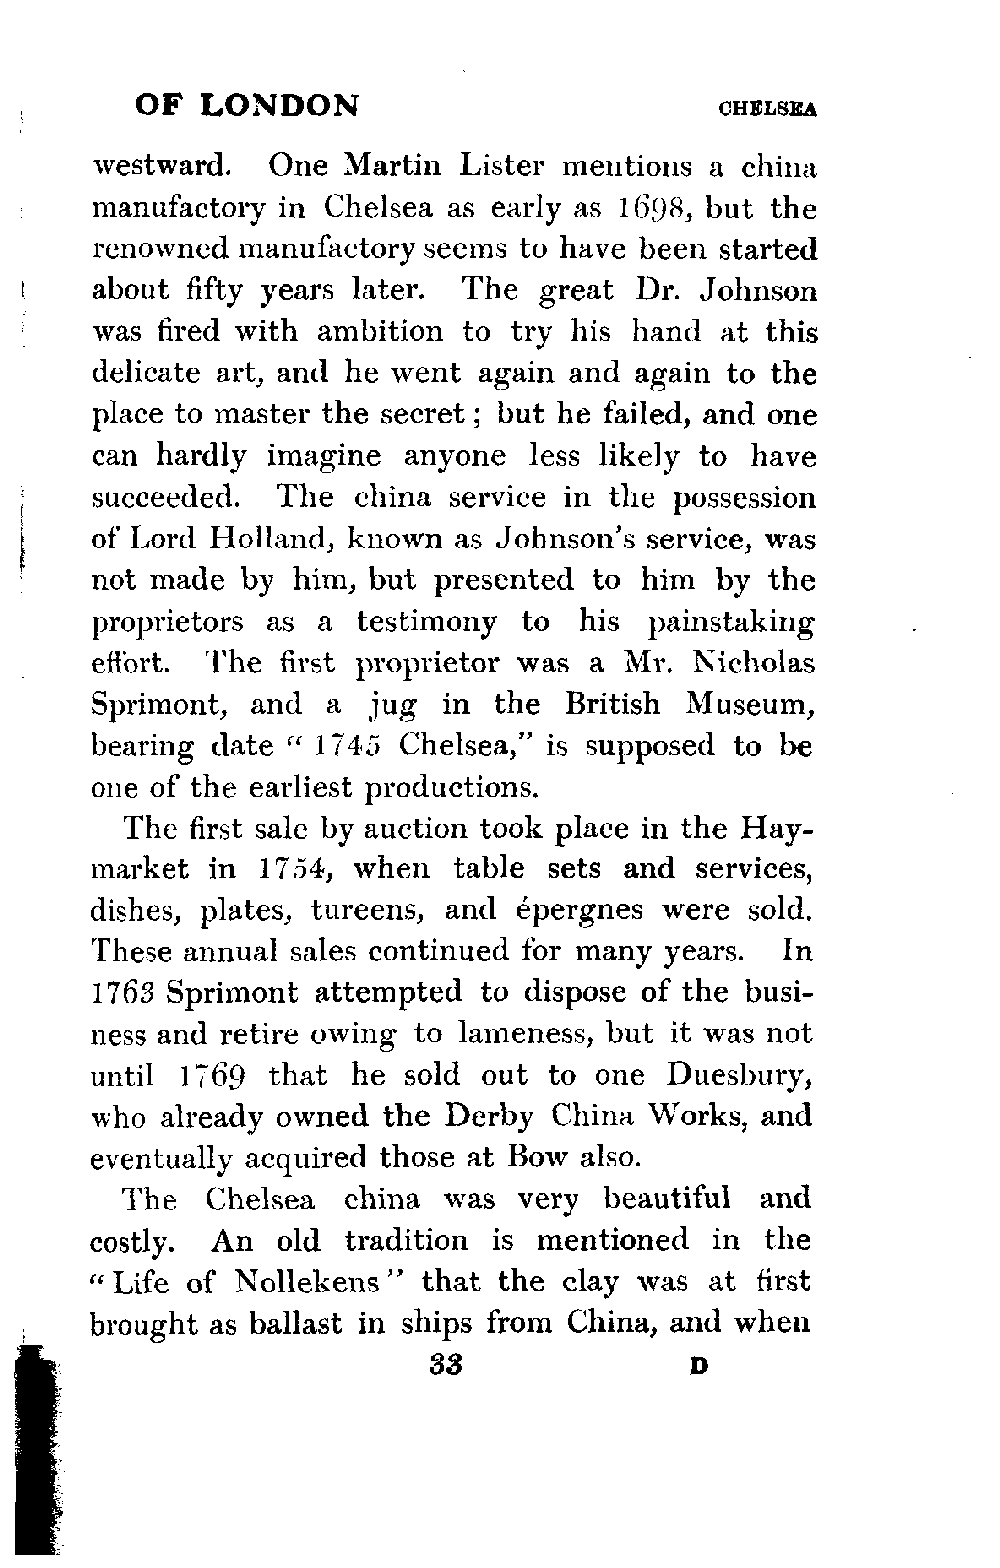 OF LONDON CHELSEA
westward. One Martin Lister mentions a china
manufactory in Chelsea as early as 1698, but the
renowned manufactory seems to have been started
about fifty years later. The great Dr. Johnson
was fired with ambition to try his hand at this
delicate art, and he went again and again to the
place to master the secret; but he failed, and one
can hardly imagine anyone less likely to have
succeeded. The china service in the possession
of Lord Holland, known as Johnson's service, was
not made by him, but presented to him by the
proprietors as a testimony to his painstaking
effort. The first proprietor was a Mr. Nicholas
Sprimont, and a jug in the British Museum,
bearing date “ 1745 Chelsea,” is supposed to be
one of the earliest productions.
The first sale by auction took place in the Hay-
market in 1754, when table sets and services,
dishes, plates, tureens, and épergnes were sold.
These annual sales continued for many years. In
1763 Sprimont attempted to dispose of the busi-
ness and retire owing to lameness, but it was not
until 1769 that he sold out to one Duesbury,
who already owned the Derby China Works, and
eventually acquired those at Bow also.
The Chelsea china was very beautiful and
costly. An old tradition is mentioned in the
“ Life of Nollekens ” that the clay was at first
brought as ballast in ships from China, and when
33 D